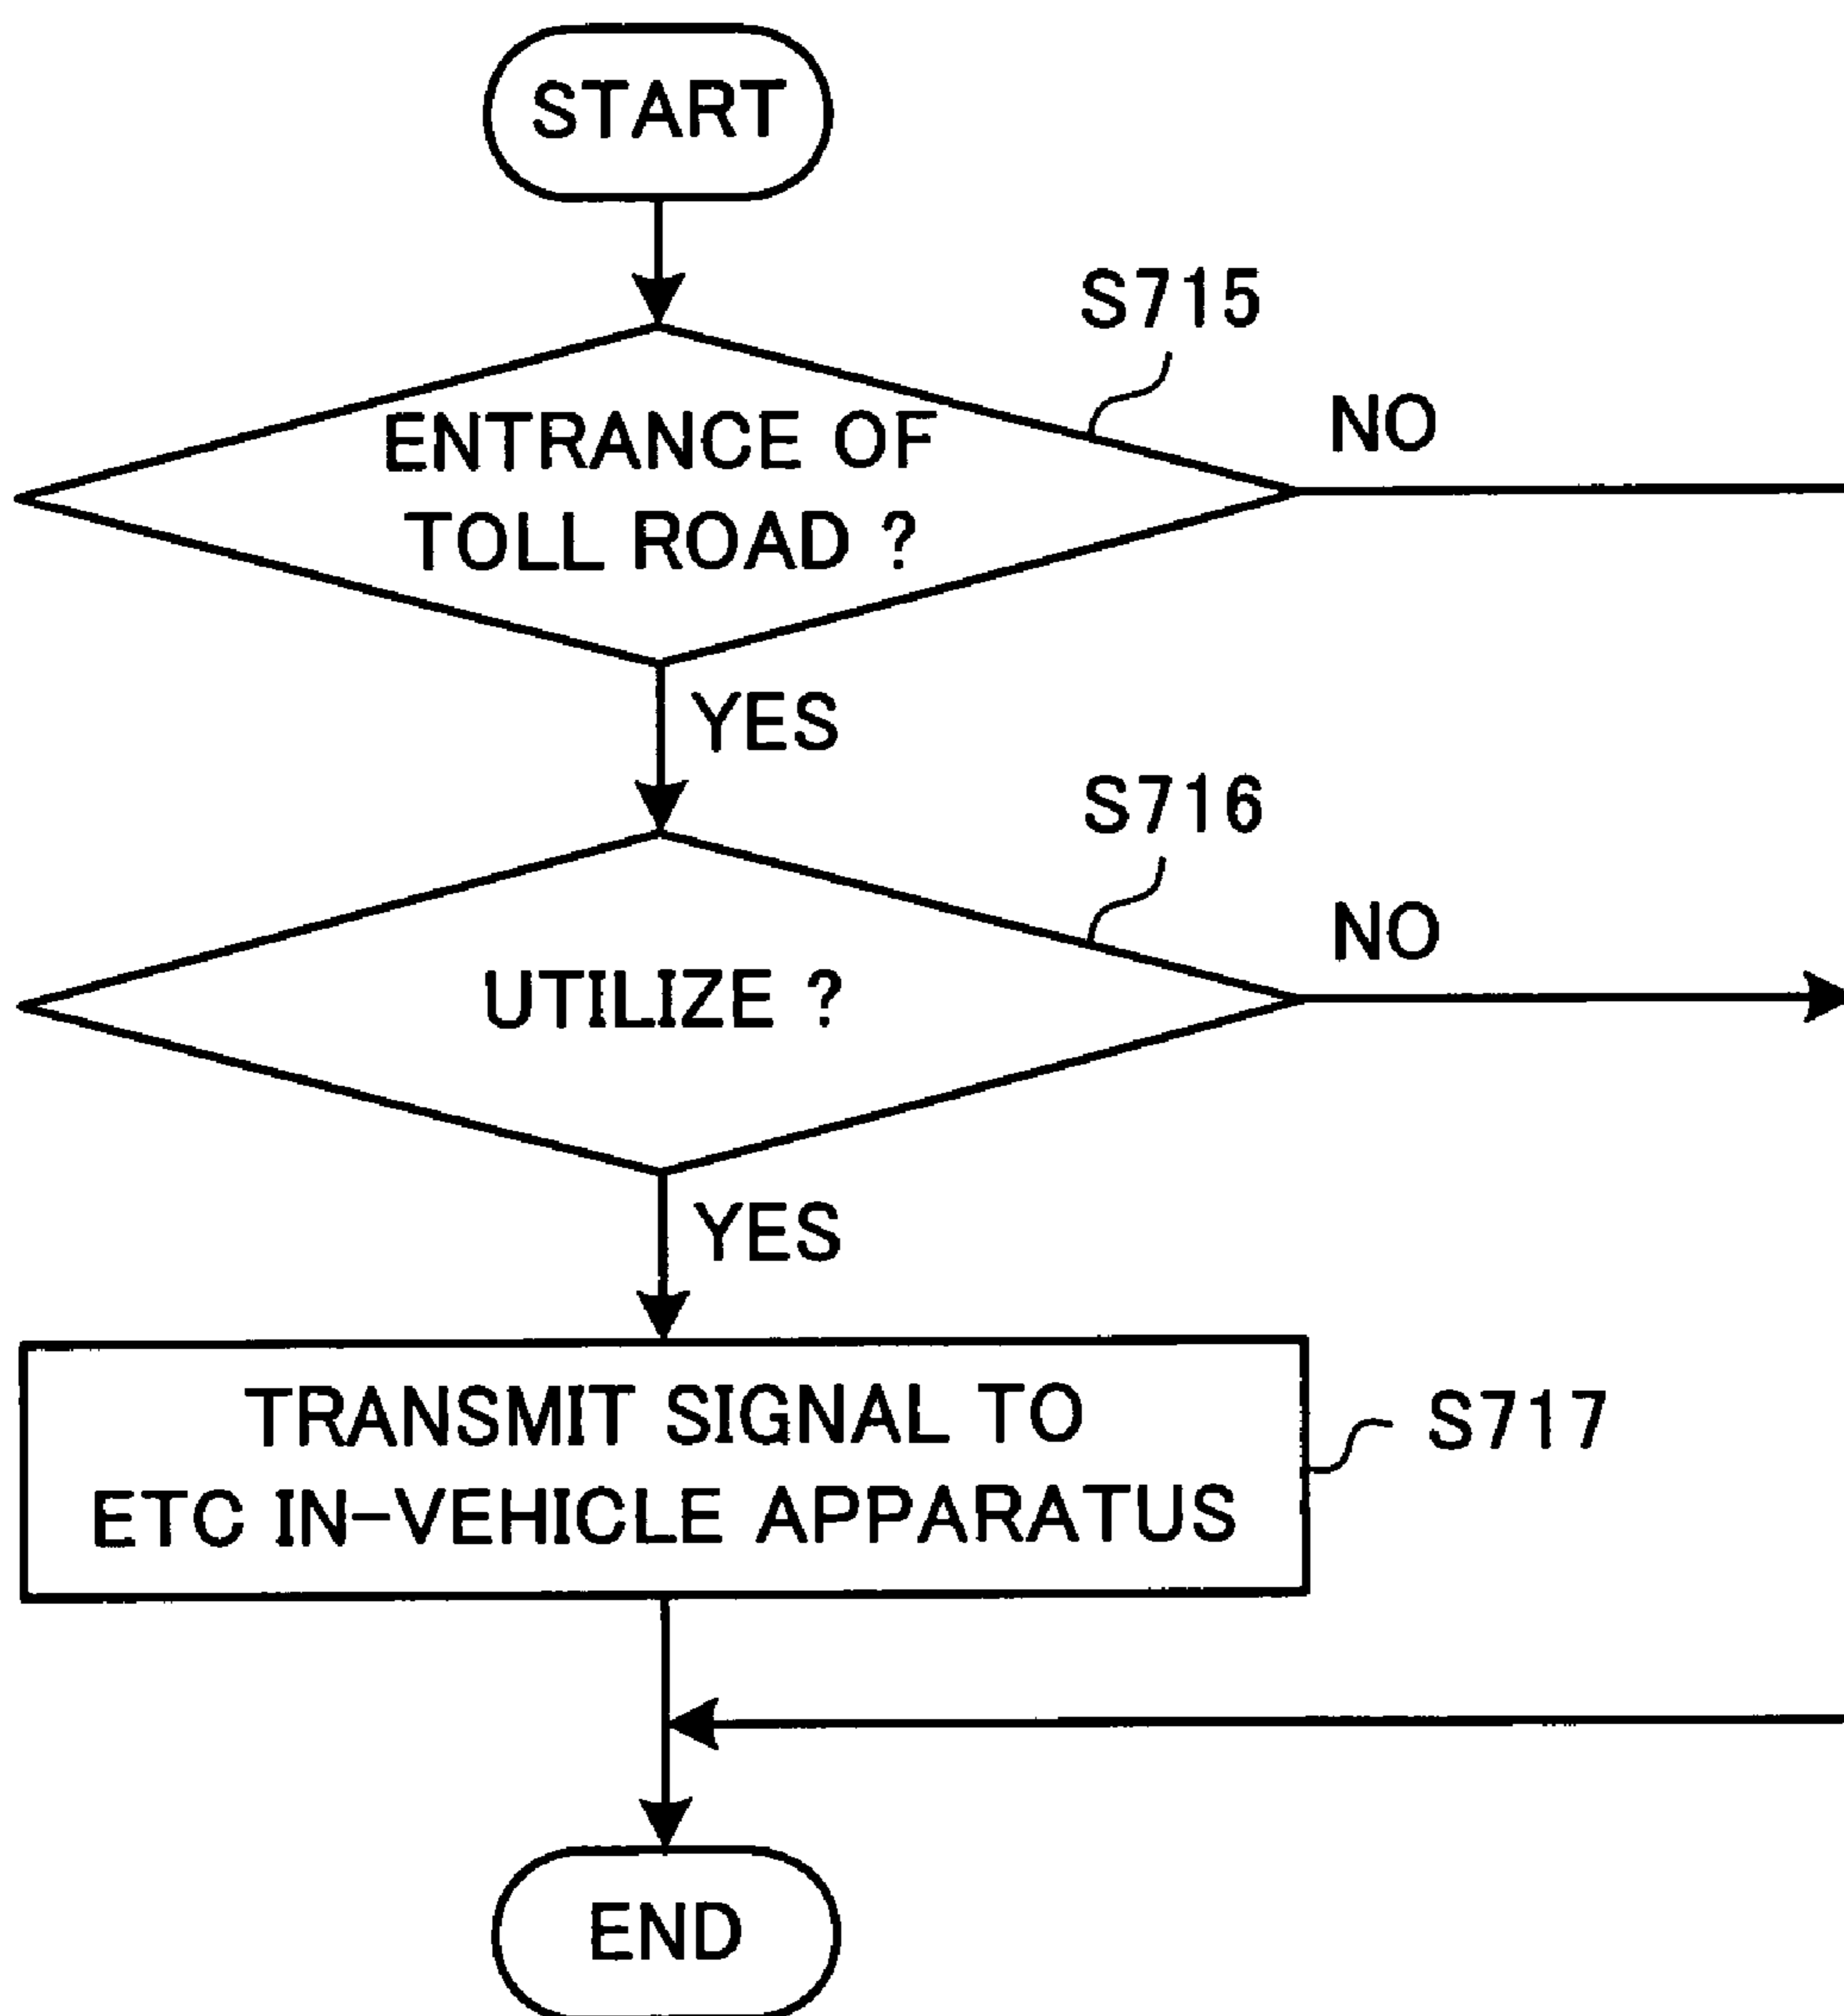 START
S715
ENTRANCE OF
TOLL ROAD ?
NO
YES
S716
UTILIZE ?
NO
YES
TRANSMIT SIGNAL TO
ETC IN-VEHICLE APPARATUS
S717
END